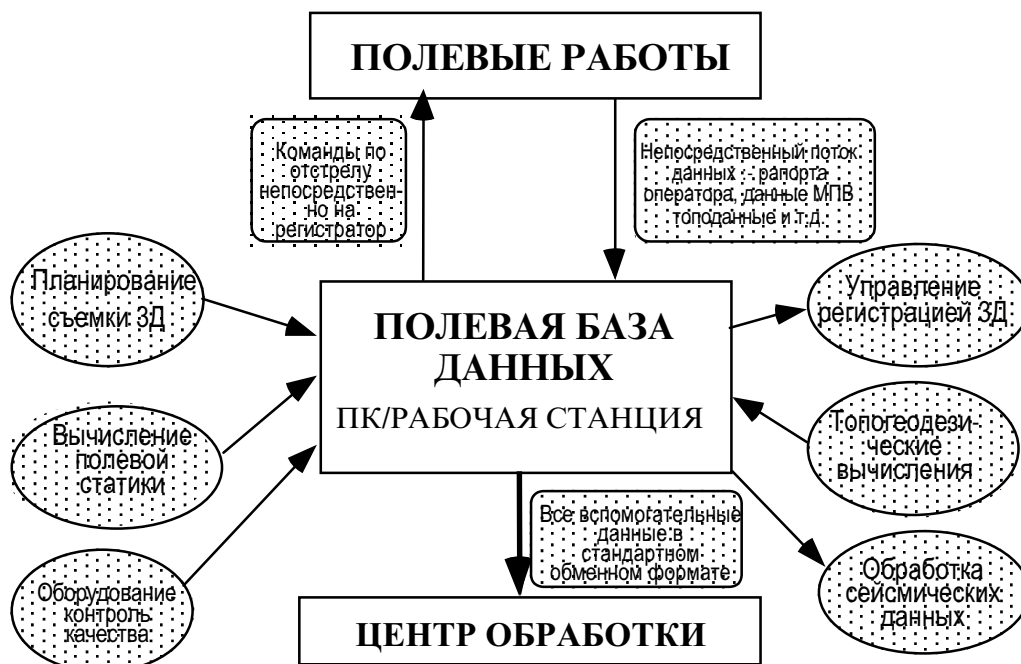 ПОЛЕВЫЕ РАБОТЫ
Команды по
отстрелу
непосредствен-
но на
регистратор
Непосредственный поток
данных - рапорта
оператора, данные МПВ
топоданные и т.д.
Планирование
съемки 3Д
ПОЛЕВАЯ БАЗА
ДАННЫХ
ПК/РАБОЧАЯ СТАНЦИЯ
Управление
регистрацией 3Д
Вычисление
полевой
статики
Топогеодези-
ческие
вычисления
Все вспомогательные
данные в
стандартном
обменном формате
Оборудование
контроль
качества
Обработка
сейсмических
данных
ЦЕНТР ОБРАБОТКИ